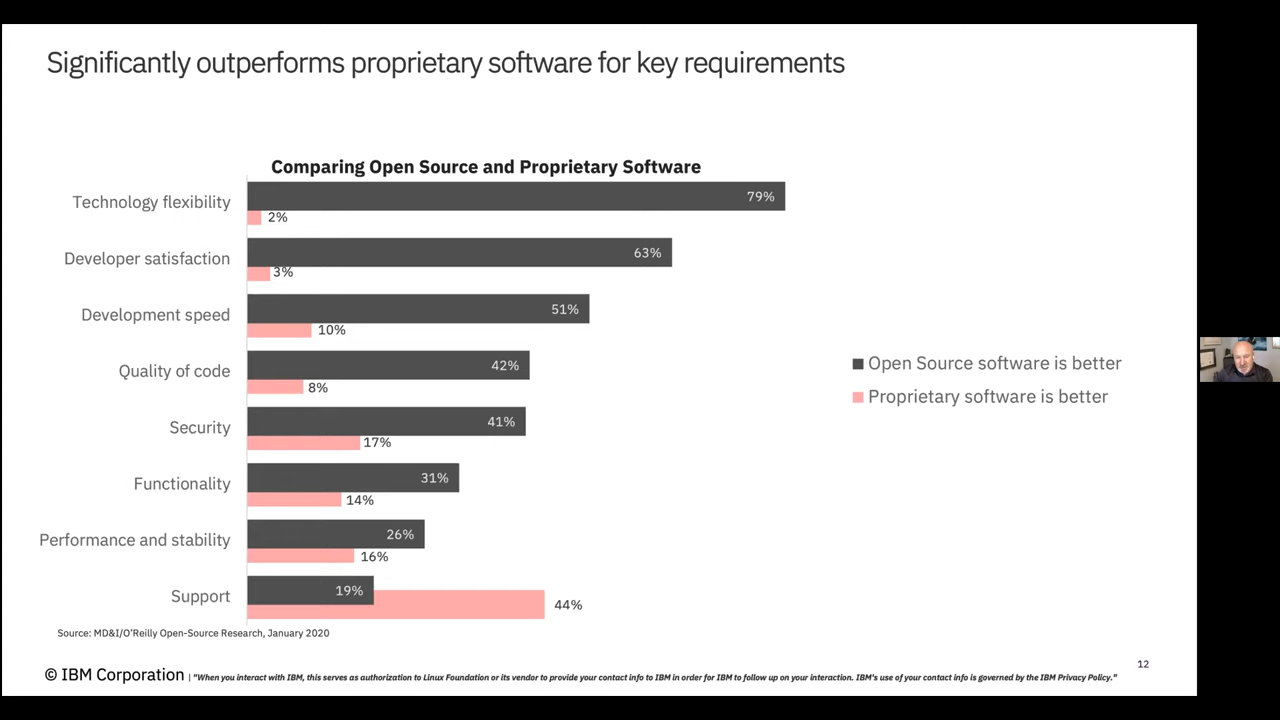 Significantly outperforms proprietary software for key requirements
Comparing Open Source and Proprietary Software
Technology flexibility
79%
2%
Developer satisfaction
63%
3%
Development speed
51%
10%
Quality of code
42%
8%
Security
41%
17%
Functionality
31%
14%
Performance and stability
26%
16%
Support
19%
44%
Open Source software is better
Proprietary software is better
Source: MD&I/O'Reilly Open-Source Research, January 2020
12
© IBM Corporation | "When you interact with IBM, this serves as authorization to Linux Foundation or its vendor to provide your contact info to IBM in order for IBM to follow up on your interaction. IBM's use of your contact info is governed by the IBM Privacy Policy."